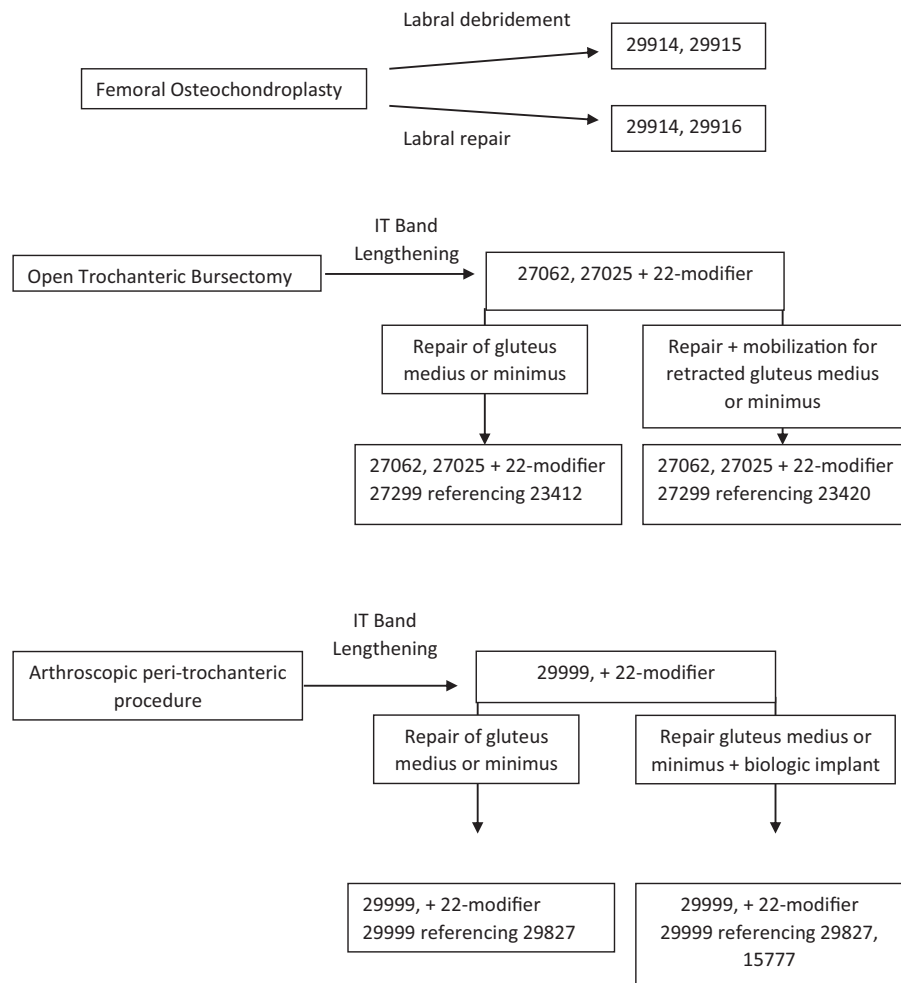 Labral debridement
29914, 29915
Femoral Osteochondroplasty
29914, 29916
Labral repair
IT Band
Lengthening
Open Trochanteric Bursectomy
27062, 27025 + 22-modifier
Repair of gluteus
medius or minimus
Repair + mobilization for
retracted gluteus medius
or minimus
27062, 27025 + 22-modifier
27299 referencing 23412
27062, 27025 + 22-modifier
27299 referencing 23420
IT Band
Lengthening
Arthroscopic peri-trochanteric
procedure
29999, + 22-modifier
Repair of gluteus
medius or minimus
Repair gluteus medius or
minimus + biologic implant
29999, + 22-modifier
29999 referencing 29827
29999, + 22-modifier
29999 referencing 29827,
15777